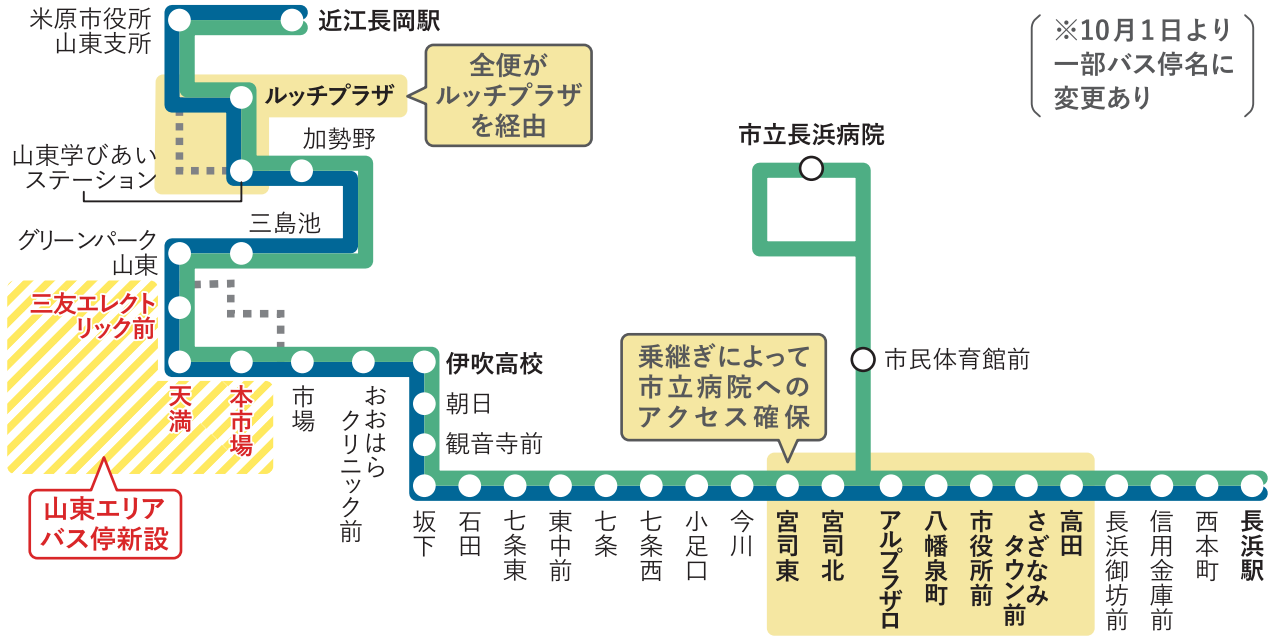 米原市役所
山東支所
近江長岡駅
※10月1日より
一部バス停名に
変更あり
全便が
ルッチプラザ
を経由
ルッチプラザ
加勢野
山東学びあい
ステーション
市立長浜病院
三島池
グリーンパーク
山東
三友エレクト
リック前
伊吹高校
乗継ぎによって
市立病院への
アクセス確保
市民体育館前
天満
本市場
市場
おおはら
クリニック前
朝日
観音寺前
山東エリア
バス停新設
坂下
石田
七条東
東中前
七条
七条西
小足口
今川
宮司東
宮司北
アルプラザ口
八幡泉町
市役所前
さざなみ
タウン前
高田
長浜御坊前
信用金庫前
西本町
長浜駅